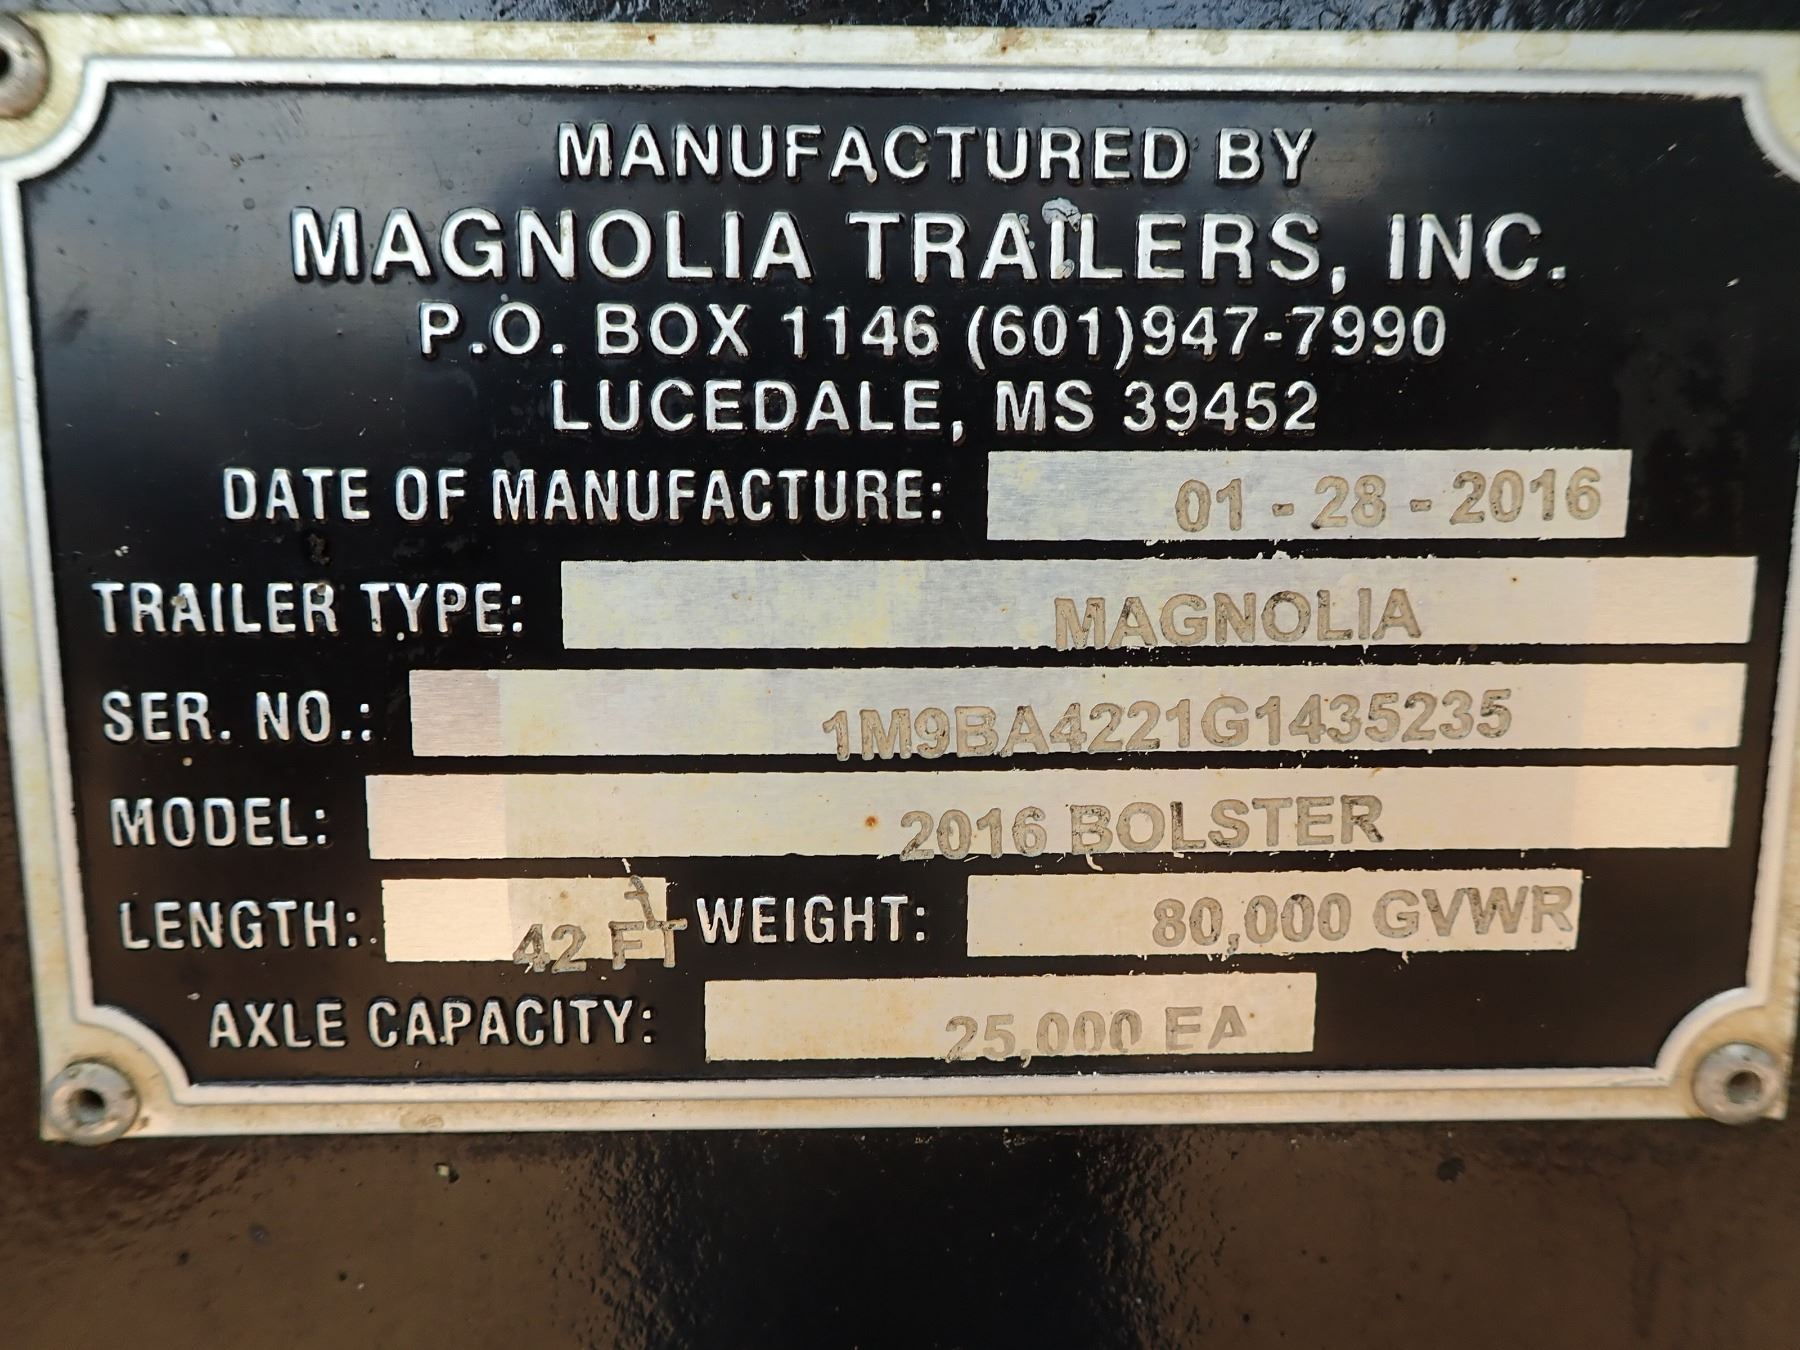 MANUFACTURED BY
MAGNOLIA TRAILERS, INC.
P.O. BOX 1146 (601)947-7990
LUCEDALE, MS 39452
DATE OF MANUFACTURE: 01 - 28 - 2016
TRAILER TYPE: MAGNOLIA
SER. NO.: 1M9BA4221G1435235
MODEL: 2016 BOLSTER
LENGTH: 42 FT WEIGHT: 80,000 GVWR
AXLE CAPACITY: 25,000 EA